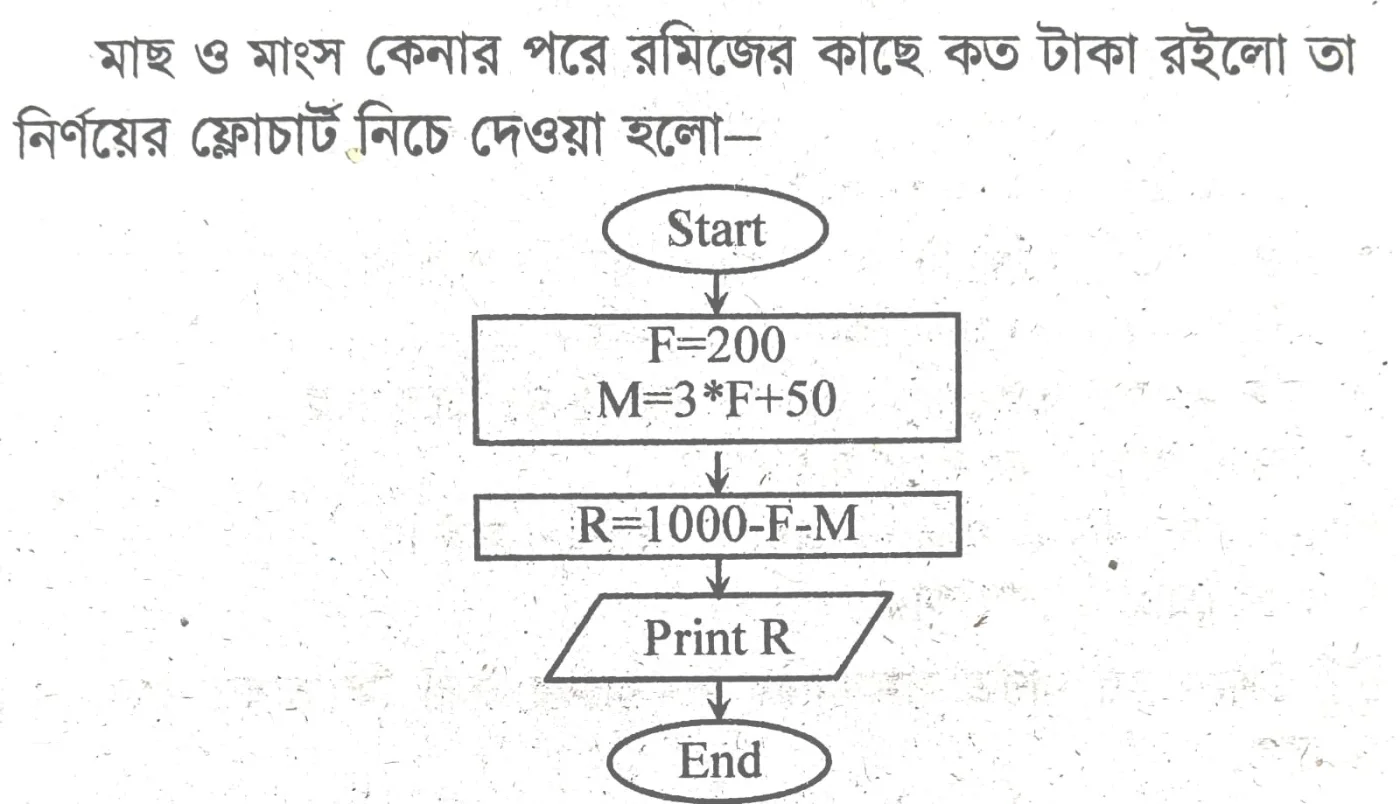 মাছ ও মাংস কেনার পরে রমিজের কাছে কত টাকা রইলো তা
নির্ণয়ের ফ্লোচার্ট নিচে দেওয়া হলো—
Start
F=200
M=3*F+50
R=1000-F-M
Print R
End